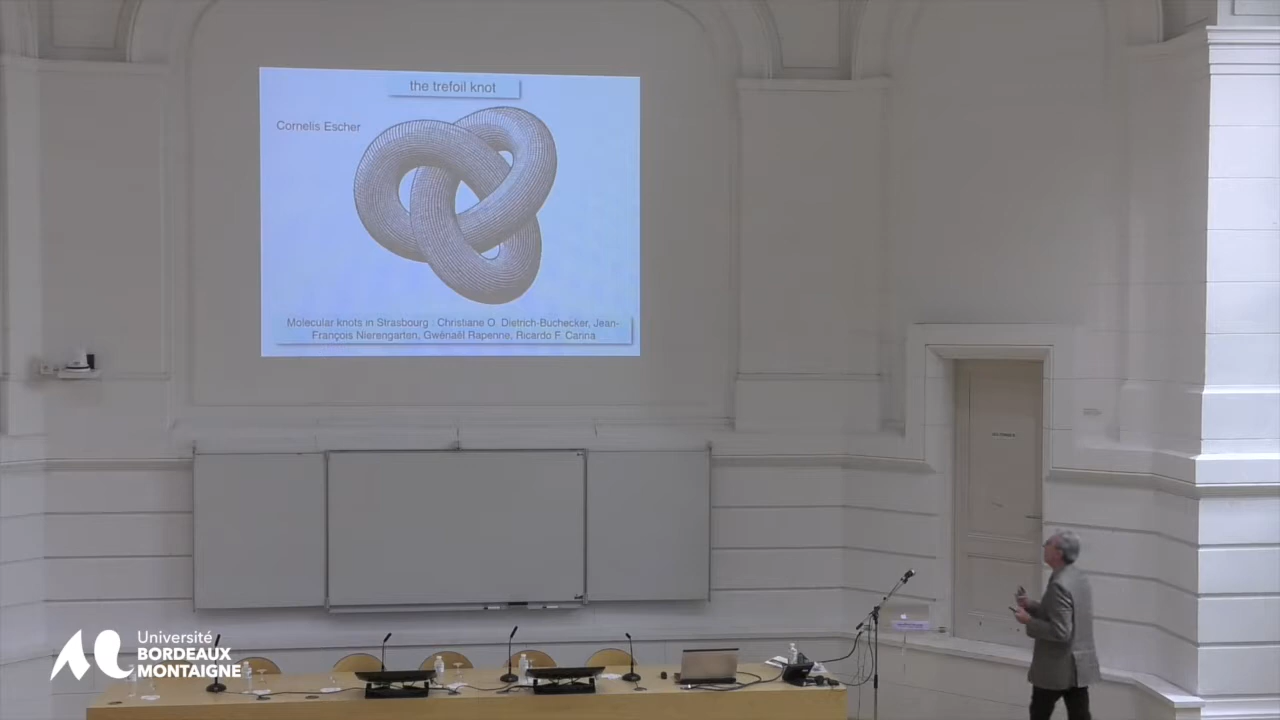 the trefoil knot
Cornelis Escher
Molecular knots in Strasbourg : Christiane O. Dietrich-Buchecker, Jean-
François Nierengarten, Gwénaël Rapenne, Ricardo F. Carina
Université
BORDEAUX
MONTAIGNE